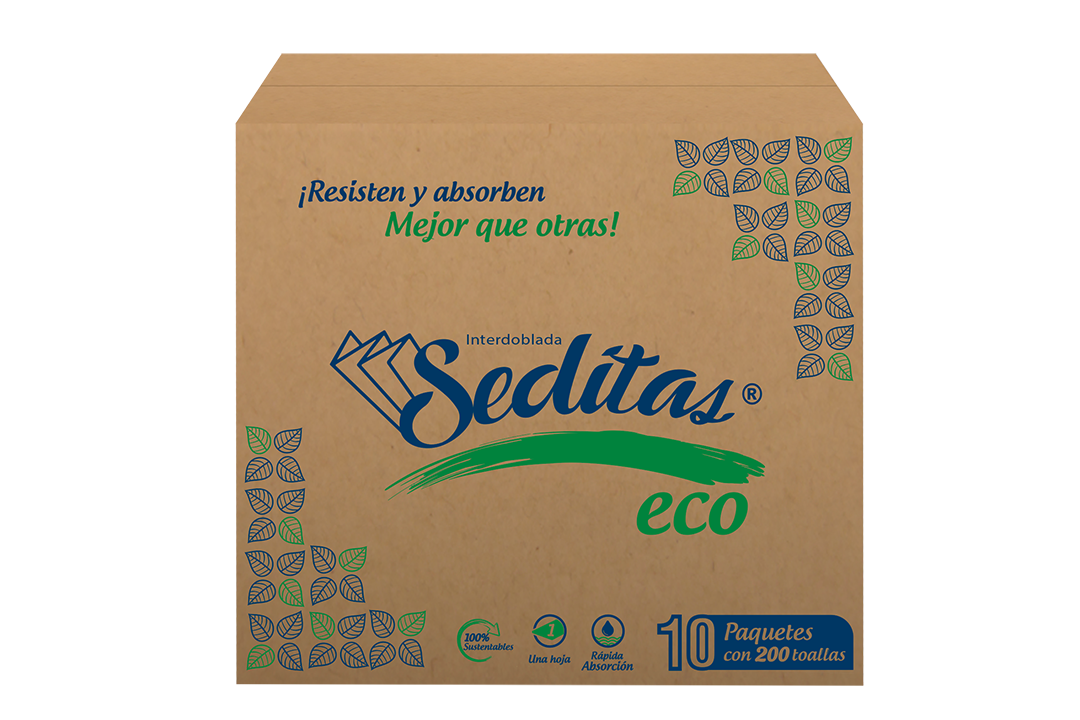 ¡Resisten y absorben
Mejor que otras!
Interdoblada
Seditas®
eco
100%
Sustentables
1
Una hoja
Rápida
Absorción
10 Paquetes
con 200 toallas